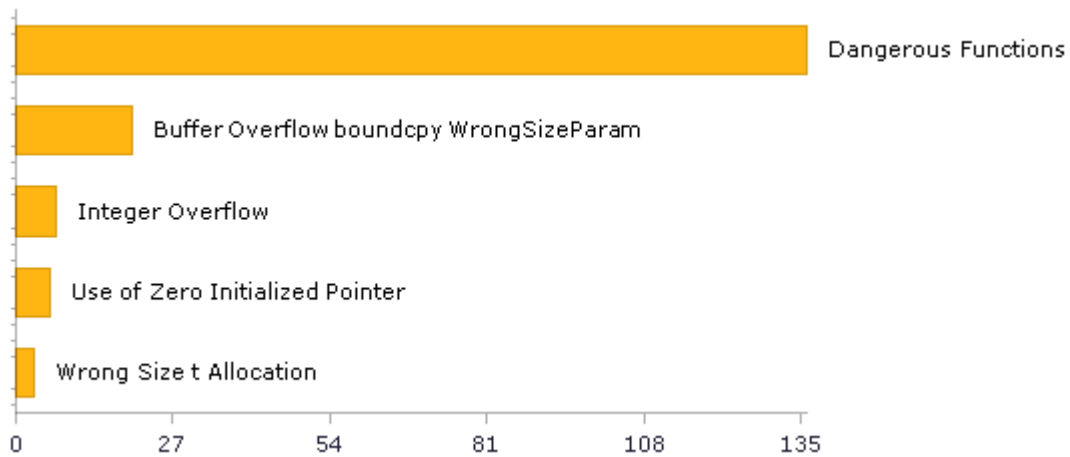 Dangerous Functions
Buffer Overflow boundcpy WrongSizeParam
Integer Overflow
Use of Zero Initialized Pointer
Wrong Size t Allocation
0 27 54 81 108 135